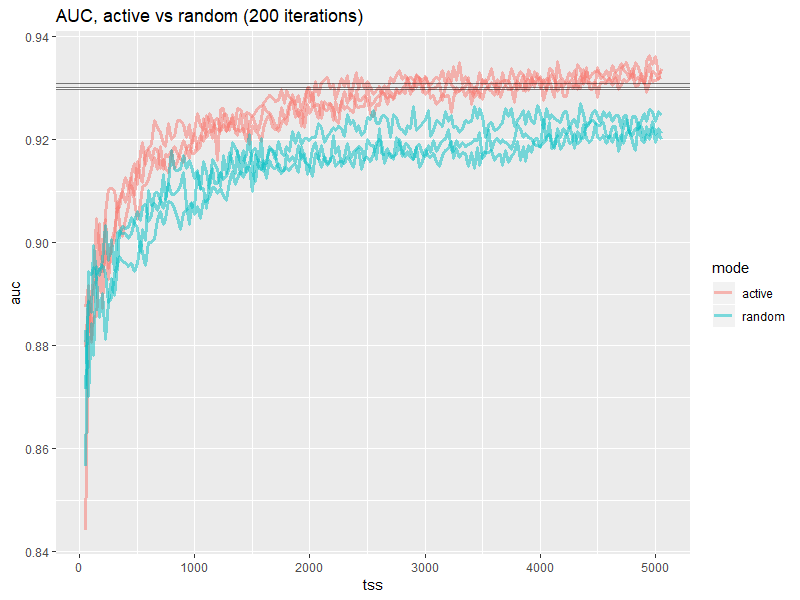 AUC, active vs random (200 iterations)
0.94
0.92
0.90
0.88
0.86
0.84
auc
0
1000
2000
3000
4000
5000
tss
mode
active
random